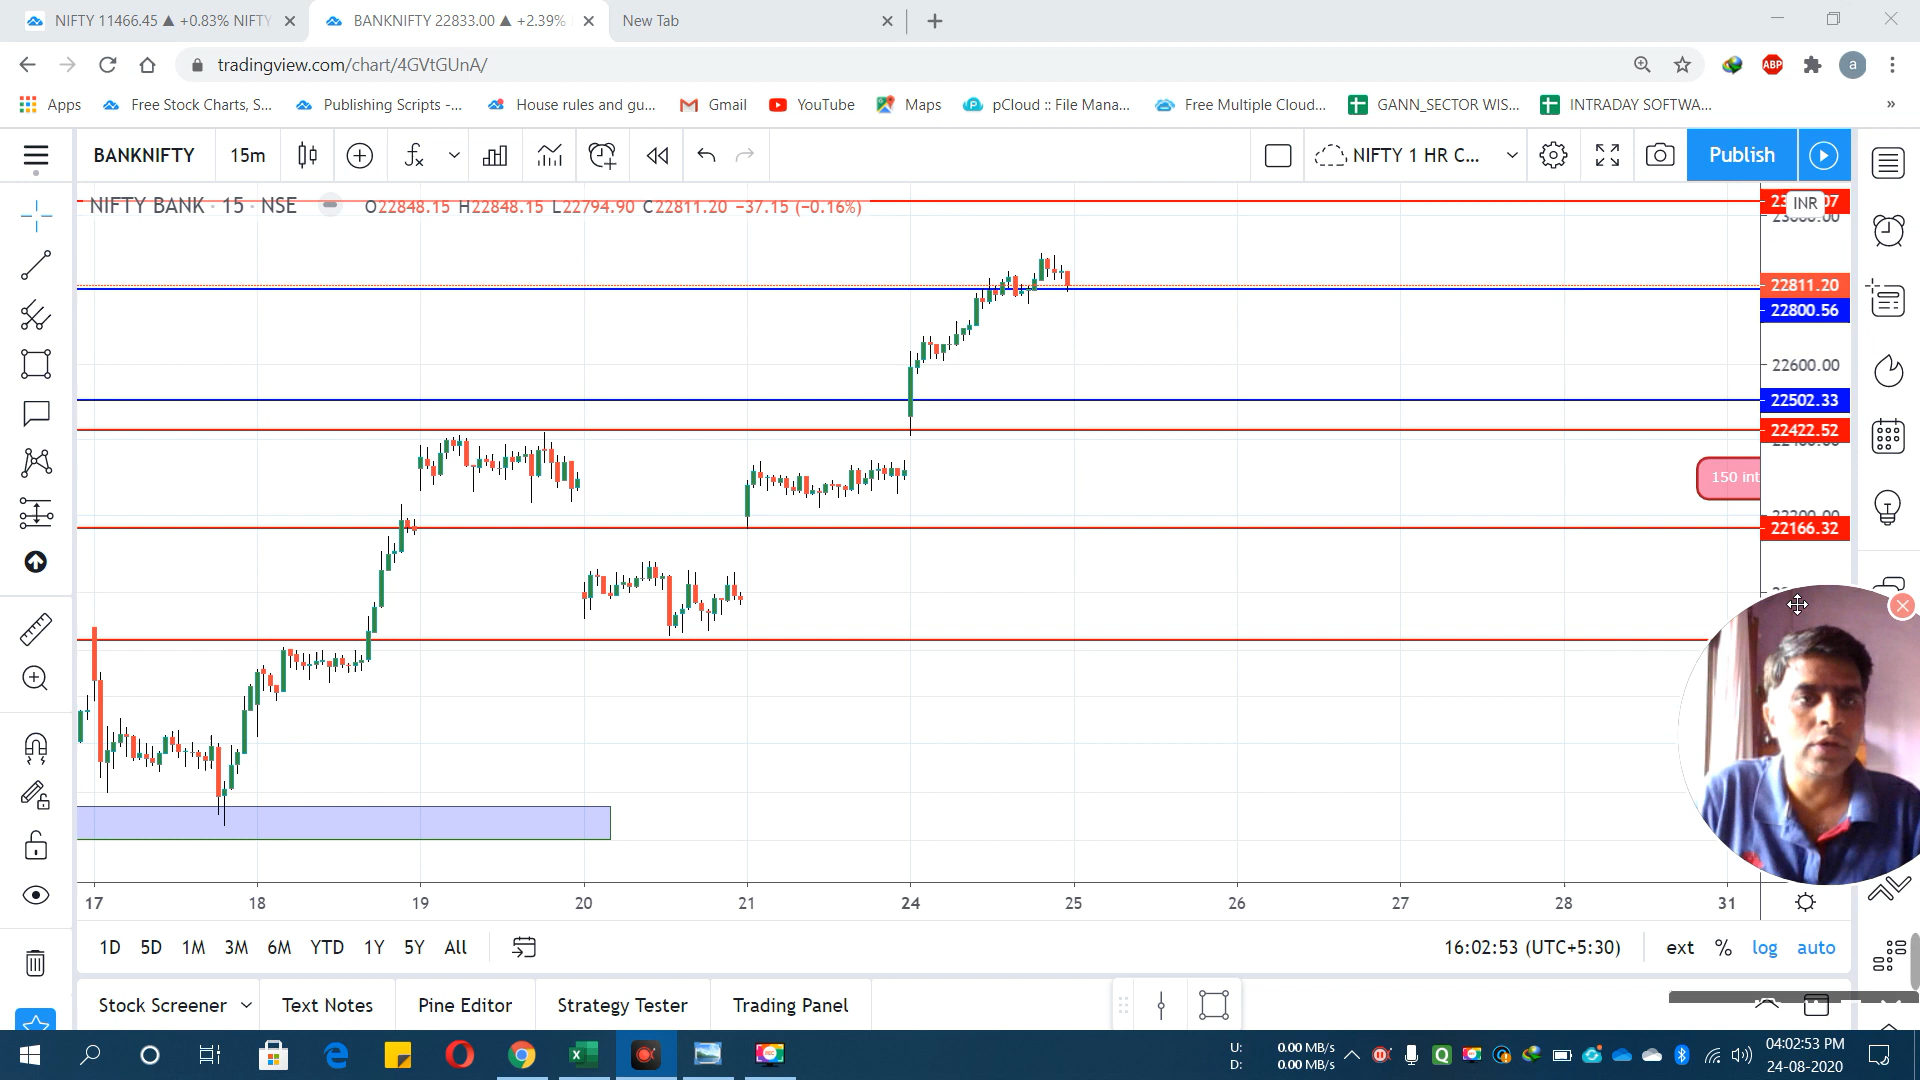 NIFTY 11466.45 ▲ +0.83% NIFTY
BANKNIFTY 22833.00 ▲ +2.39%
New Tab
tradingview.com/chart/4GVtGUnA/
ABP
a
Apps
Free Stock Charts, S...
Publishing Scripts -...
House rules and gu...
Gmail
YouTube
Maps
pCloud :: File Mana...
Free Multiple Cloud...
GANN_SECTOR WIS...
INTRADAY SOFTWA...
»
BANKNIFTY
15m
NIFTY 1 HR C...
Publish
NIFTY BANK · 15 · NSE
O22848.15 H22848.15 L22794.90 C22811.20 −37.15 (−0.16%)
INR
22811.20
22800.56
22600.00
22502.33
22422.52
150 int
22166.32
17 18 19 20 21 24 25 26 27 28 31
1D 5D 1M 3M 6M YTD 1Y 5Y All
16:02:53 (UTC+5:30)
ext % log auto
Stock Screener
Text Notes
Pine Editor
Strategy Tester
Trading Panel
U: 0.00 MB/s
D: 0.00 MB/s
04:02:53 PM
24-08-2020